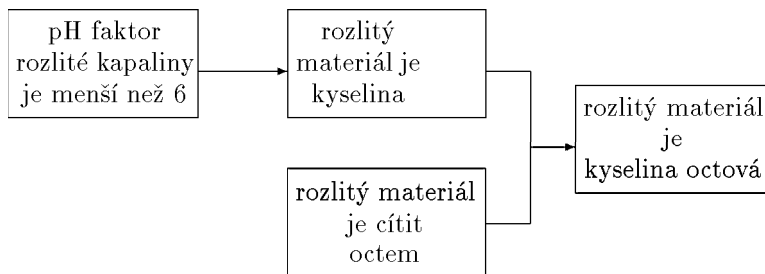 pH faktor
rozlité kapaliny
je menší než 6
rozlitý
materiál je
kyselina
rozlitý materiál
je cítit
octem
rozlitý materiál
je
kyselina octová